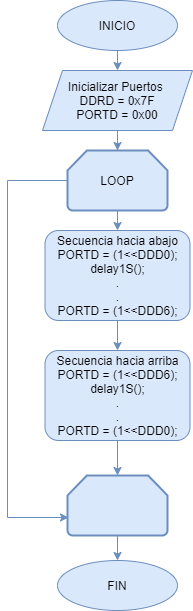 INICIO
Inicializar Puertos
DDRD = 0x7F
PORTD = 0x00
LOOP
Secuencia hacia abajo
PORTD = (1<<DDD0);
delay1S();
.
.
PORTD = (1<<DDD6);
Secuencia hacia arriba
PORTD = (1<<DDD6);
delay1S();
.
.
PORTD = (1<<DDD0);
FIN